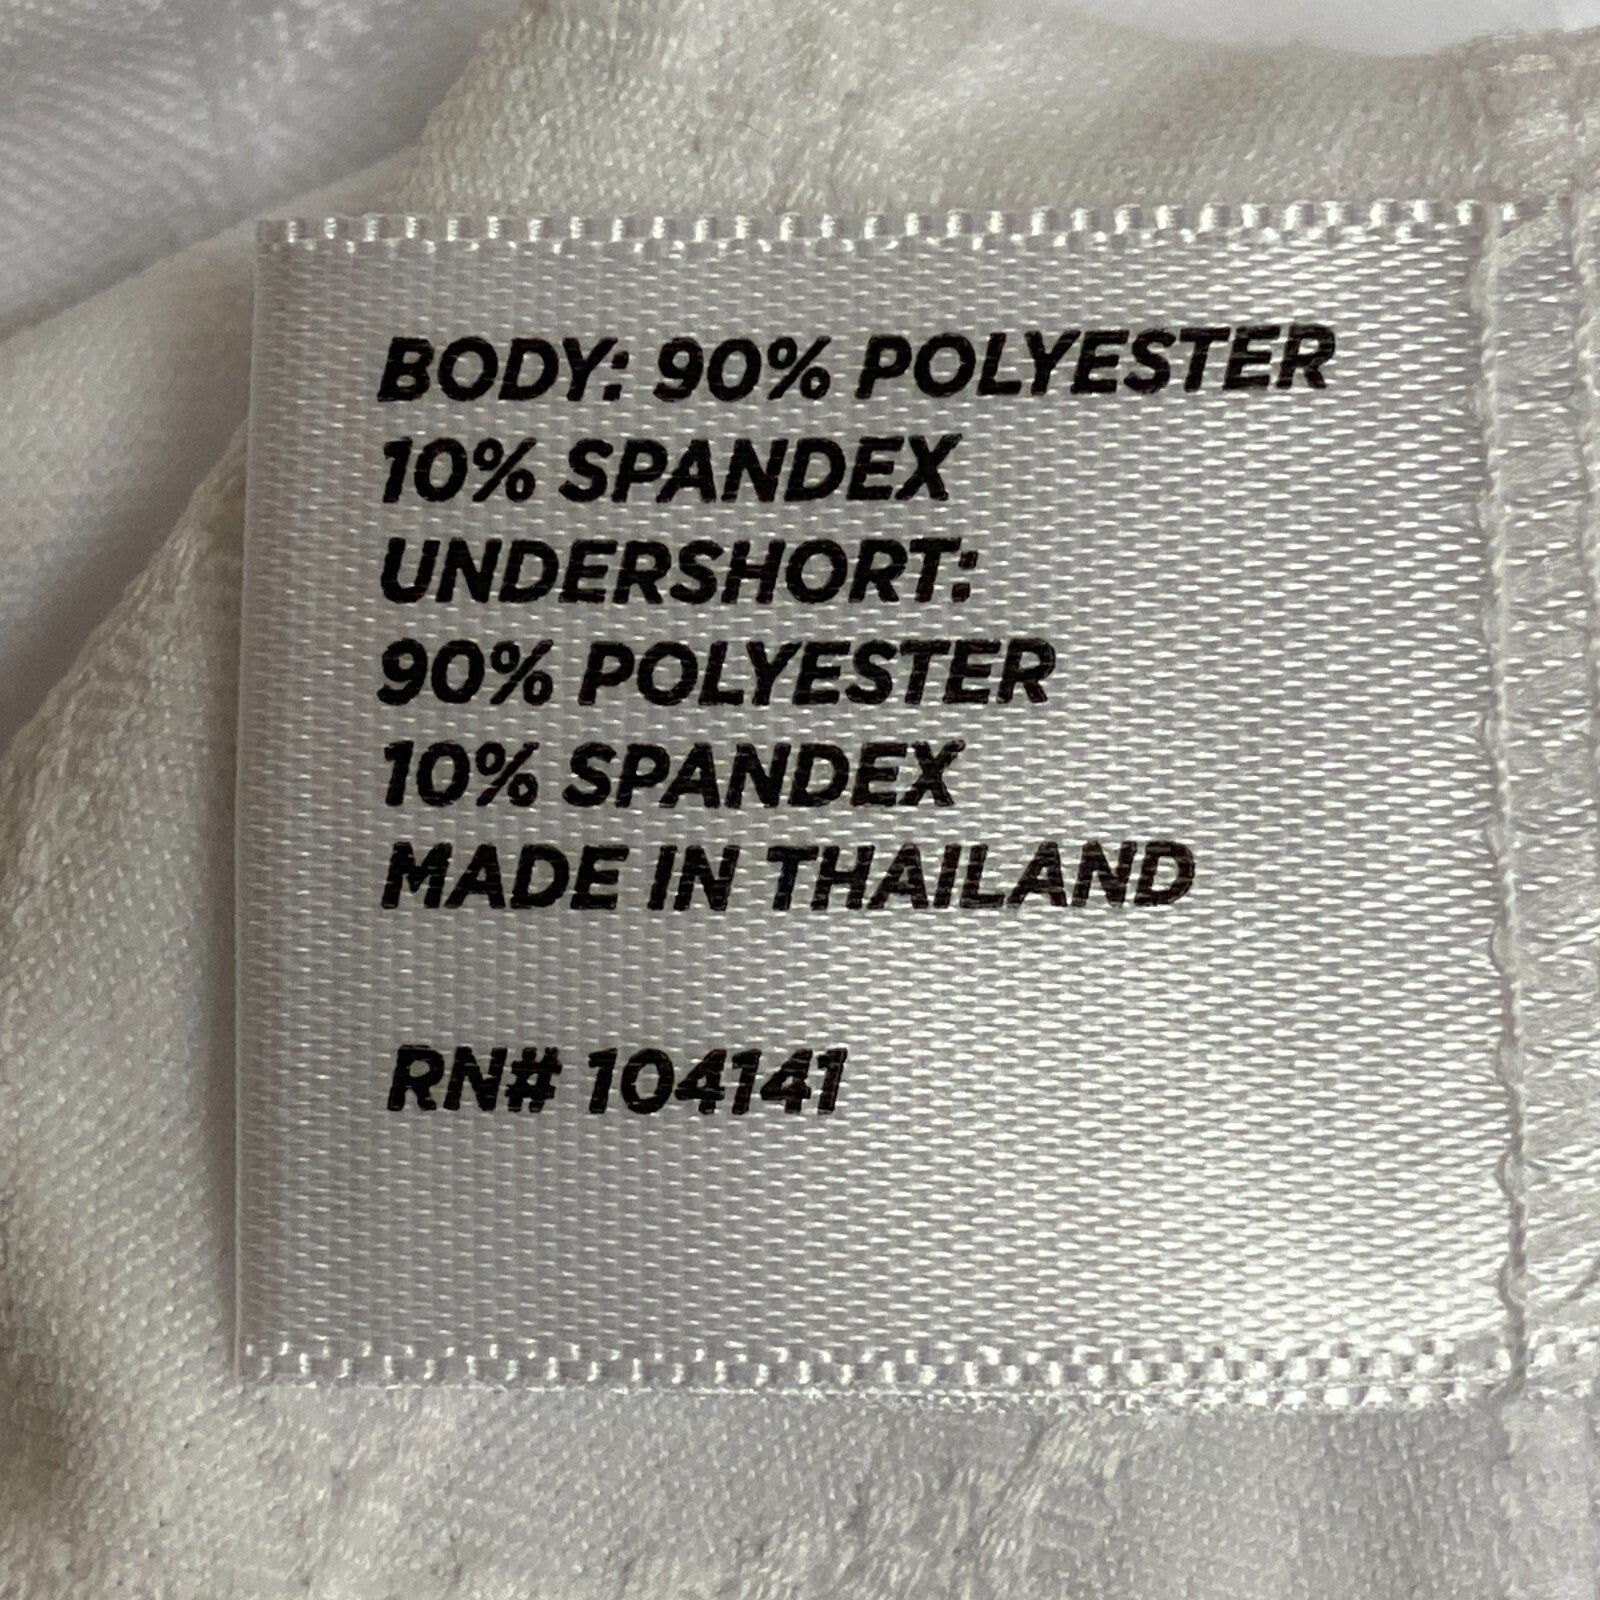 BODY: 90% POLYESTER
10% SPANDEX
UNDERSHORT:
90% POLYESTER
10% SPANDEX
MADE IN THAILAND
RN# 104141